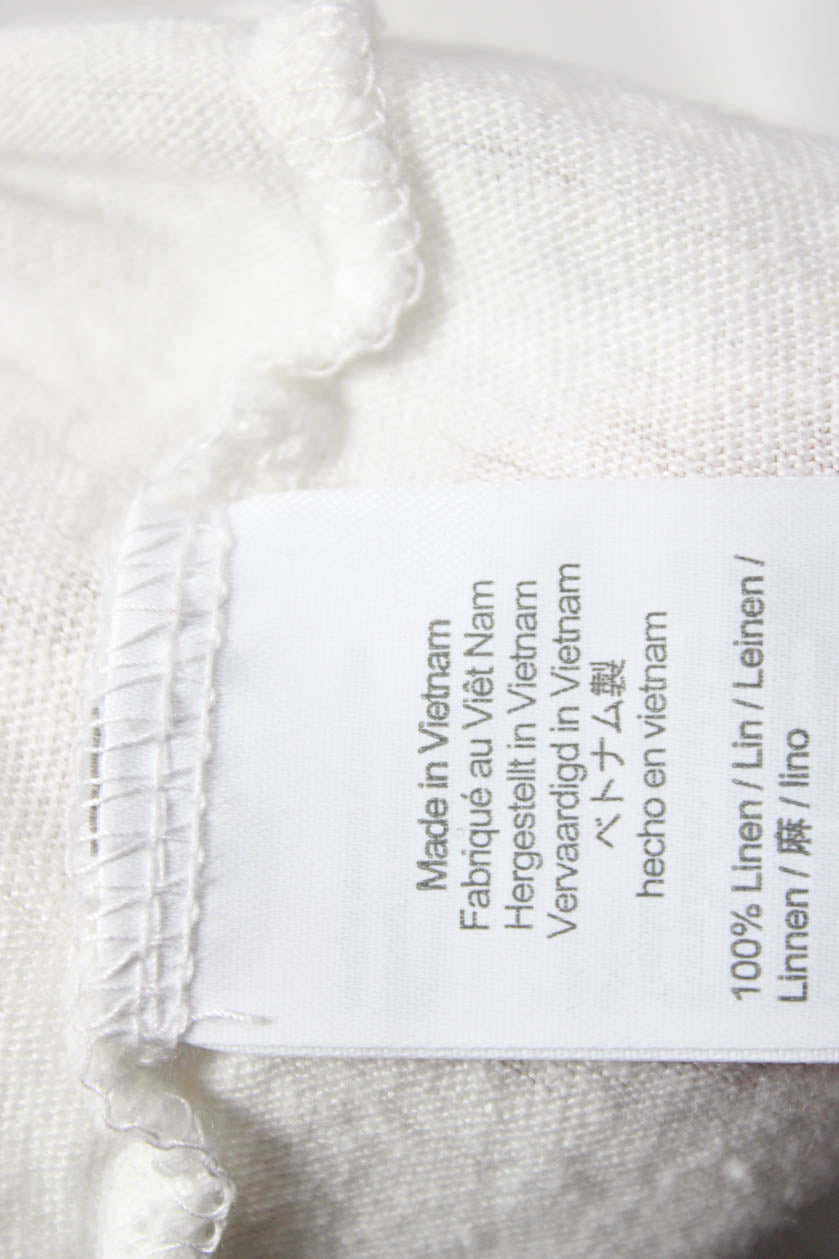 Made in Vietnam
Fabriqué au Viêt Nam
Hergestellt in Vietnam
Vervaardigd in Vietnam
ベトナム製
hecho en vietnam
100% Linen / Lin / Leinen /
Linnen / 麻 / lino